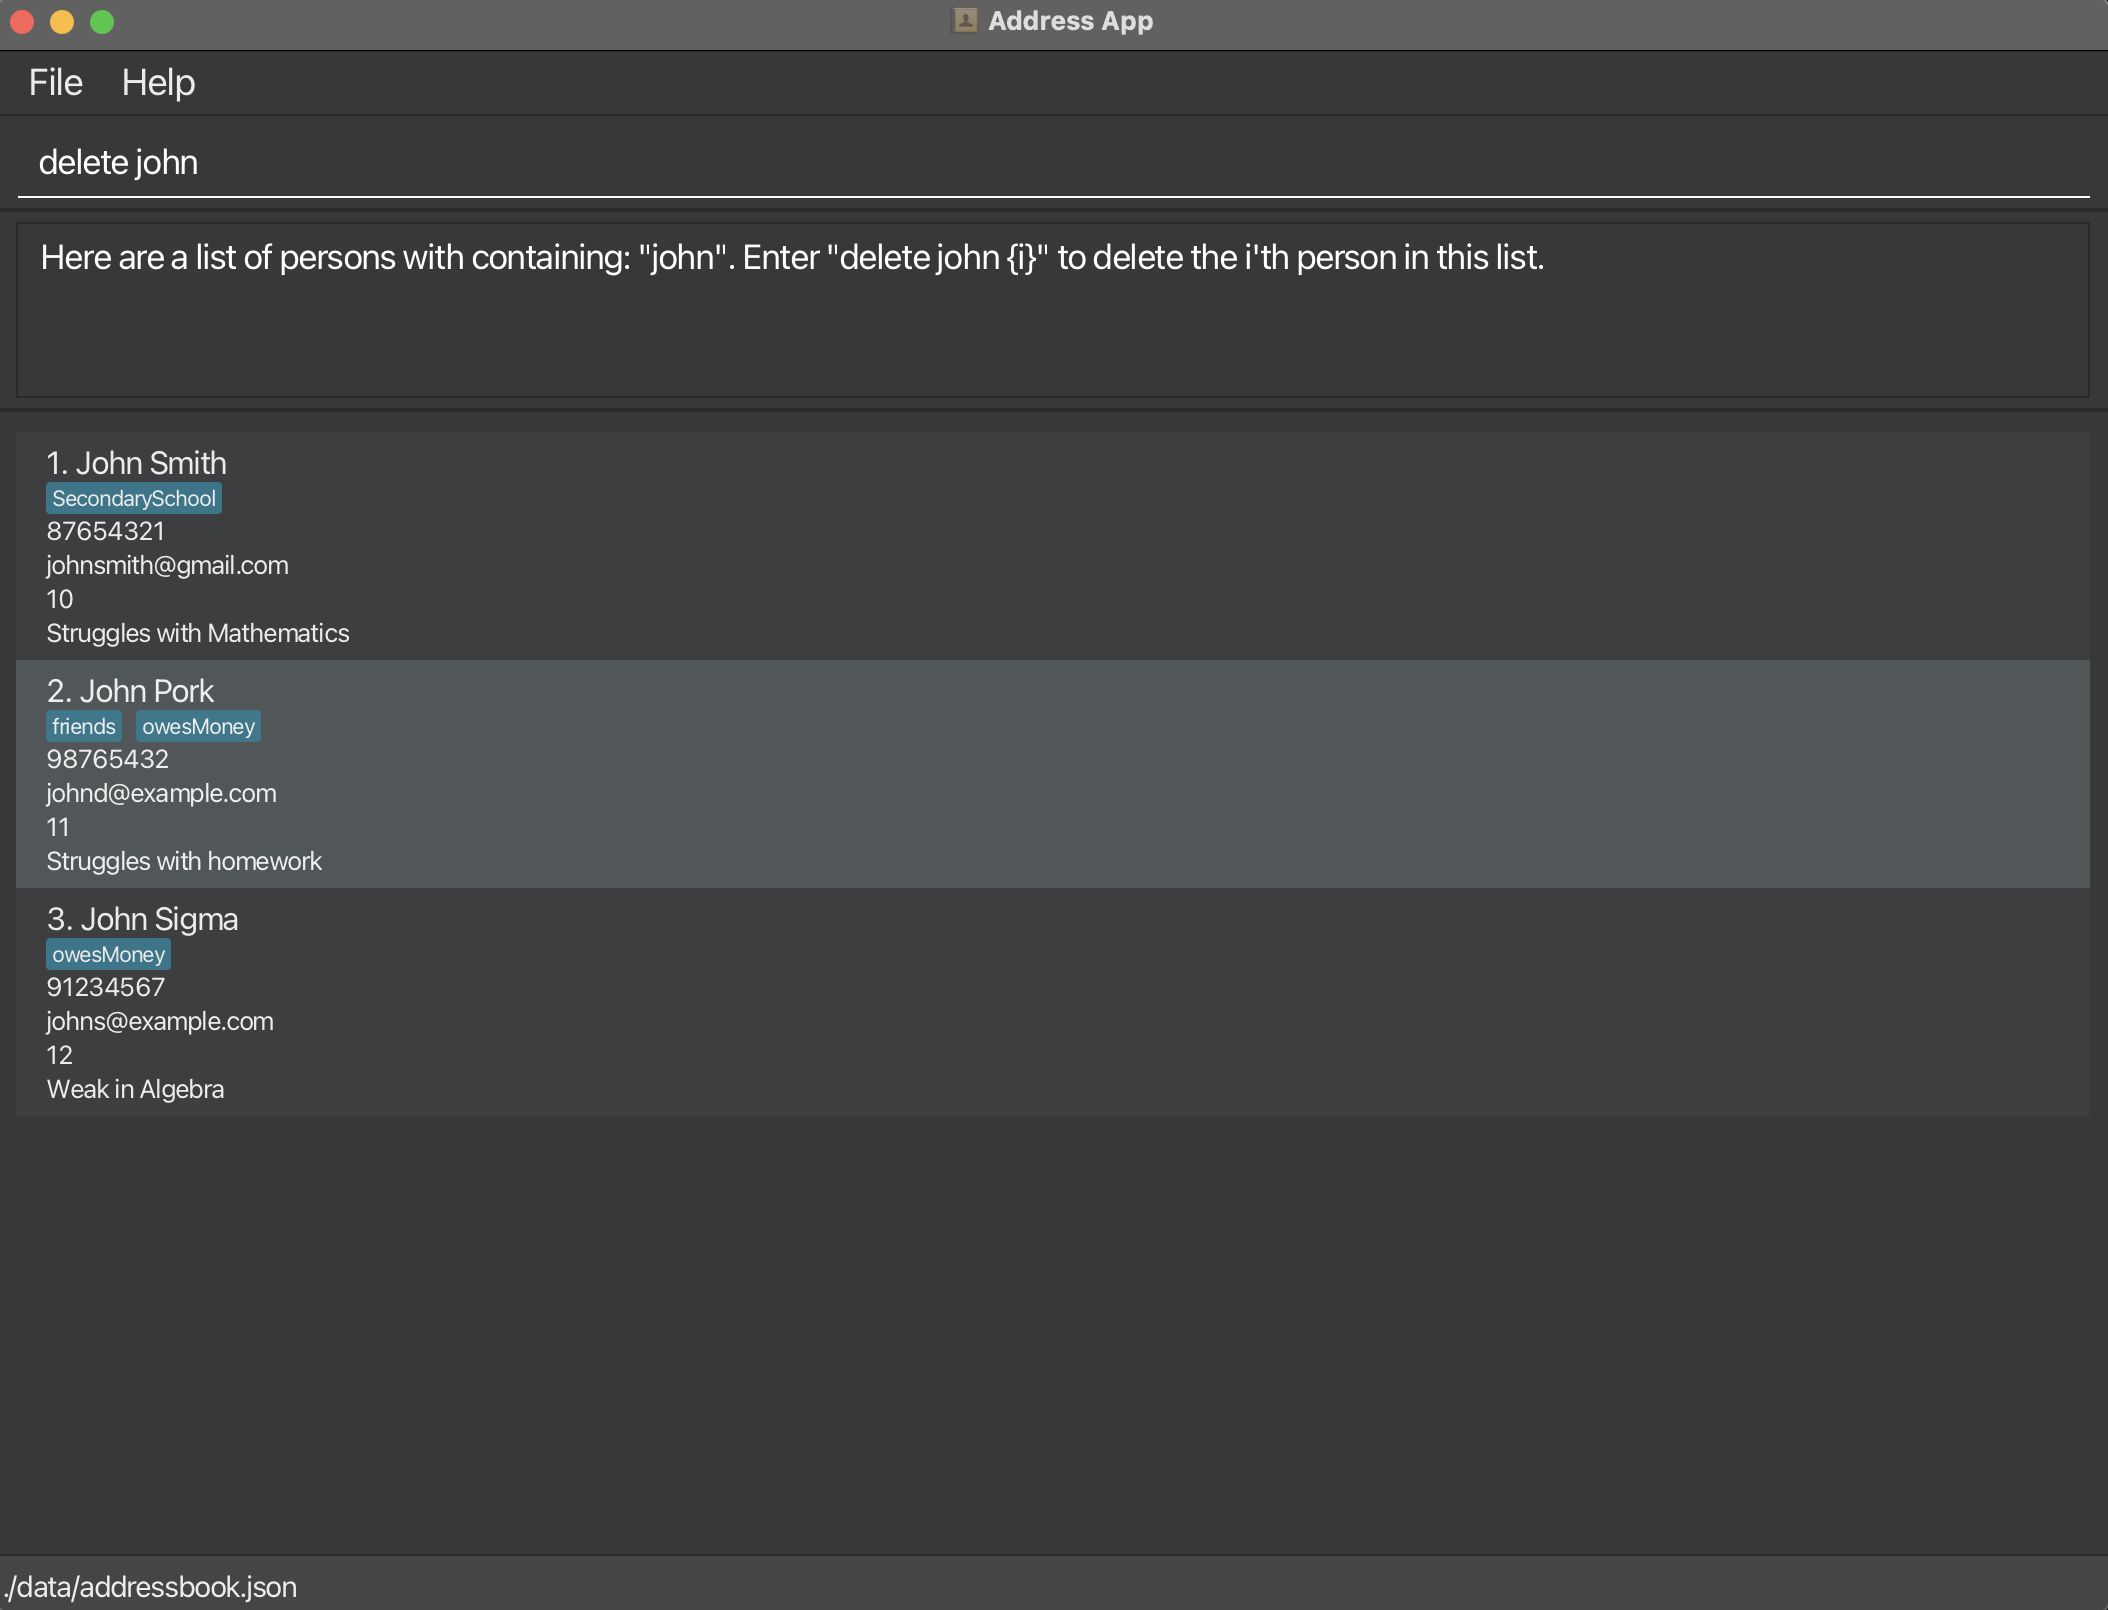 Address App
File Help
delete john
Here are a list of persons with containing: "john". Enter "delete john {i}" to delete the i'th person in this list.
1. John Smith
SecondarySchool
87654321
johnsmith@gmail.com
10
Struggles with Mathematics
2. John Pork
friends owesMoney
98765432
johnd@example.com
11
Struggles with homework
3. John Sigma
owesMoney
91234567
johns@example.com
12
Weak in Algebra
./data/addressbook.json